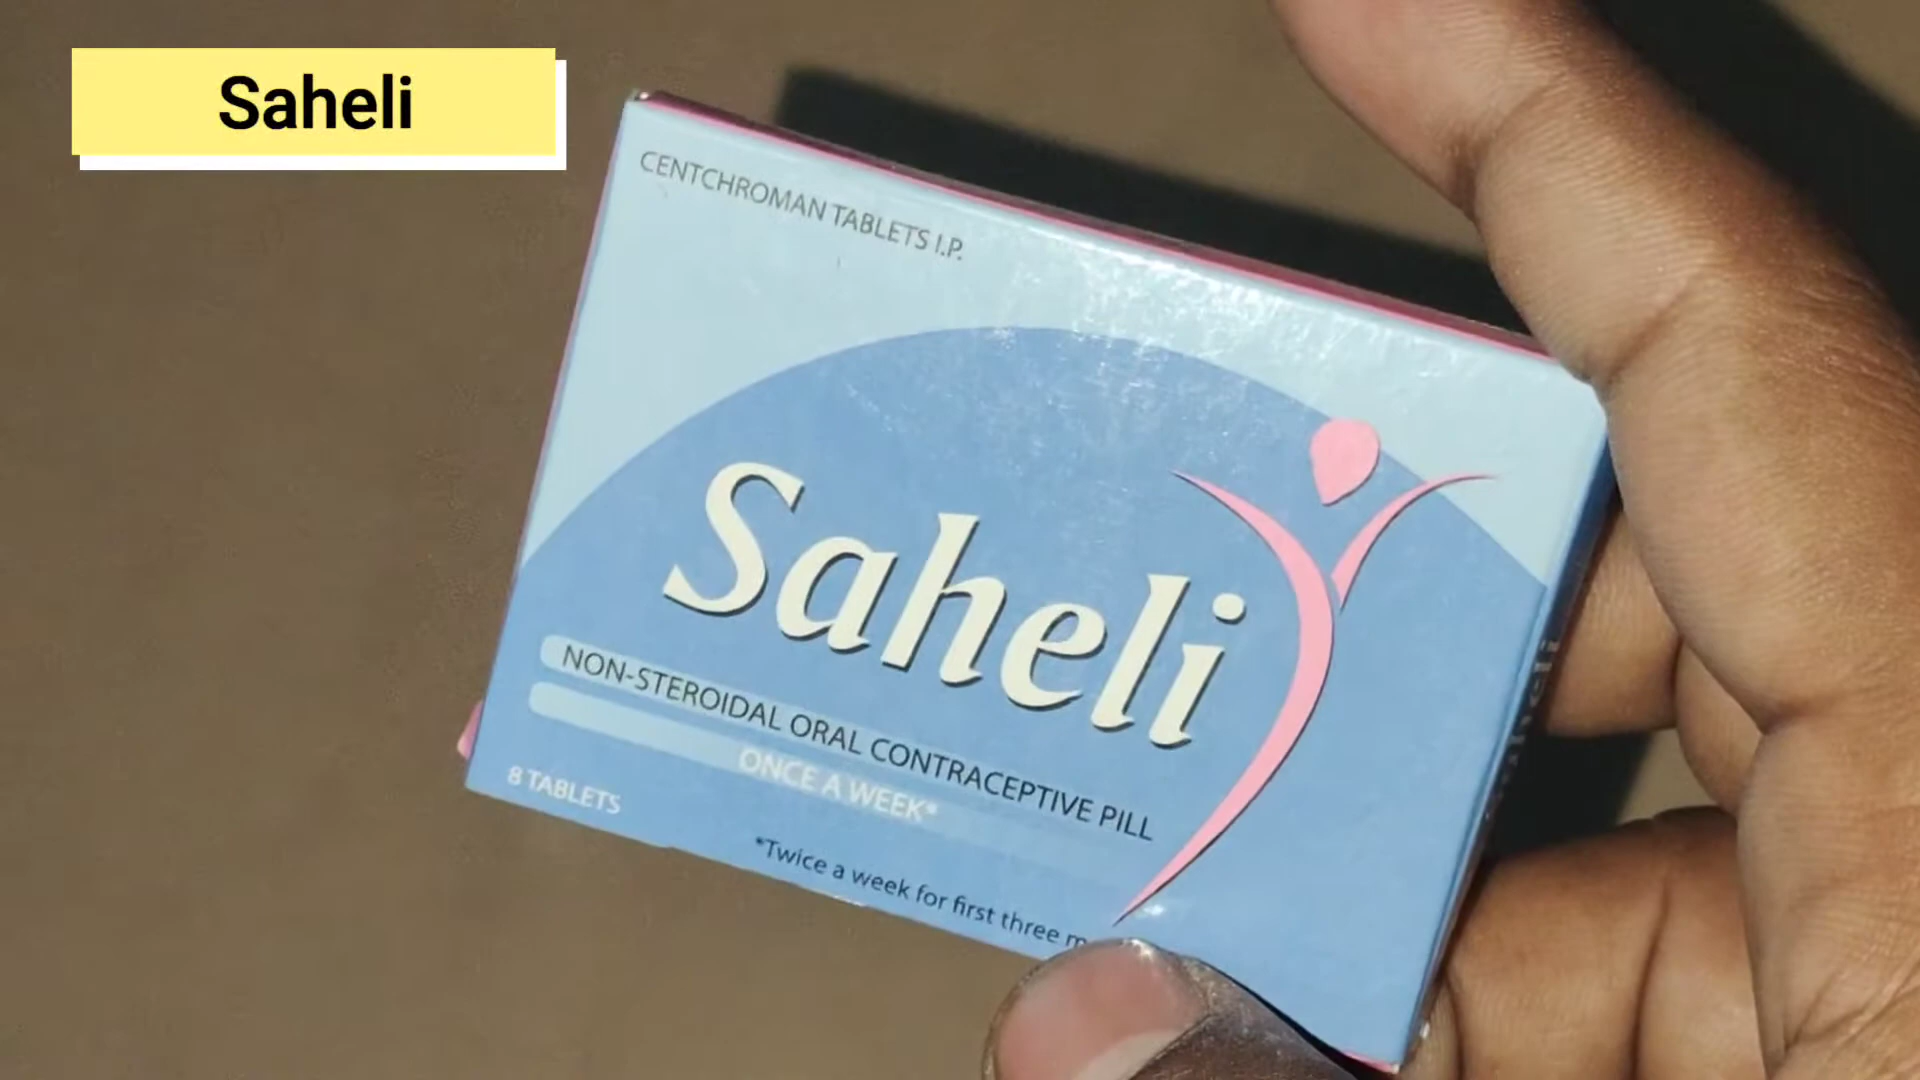 Saheli
CENTCHROMAN TABLETS I.P.
Saheli
NON-STEROIDAL ORAL CONTRACEPTIVE PILL
ONCE A WEEK*
8 TABLETS
*Twice a week for first three